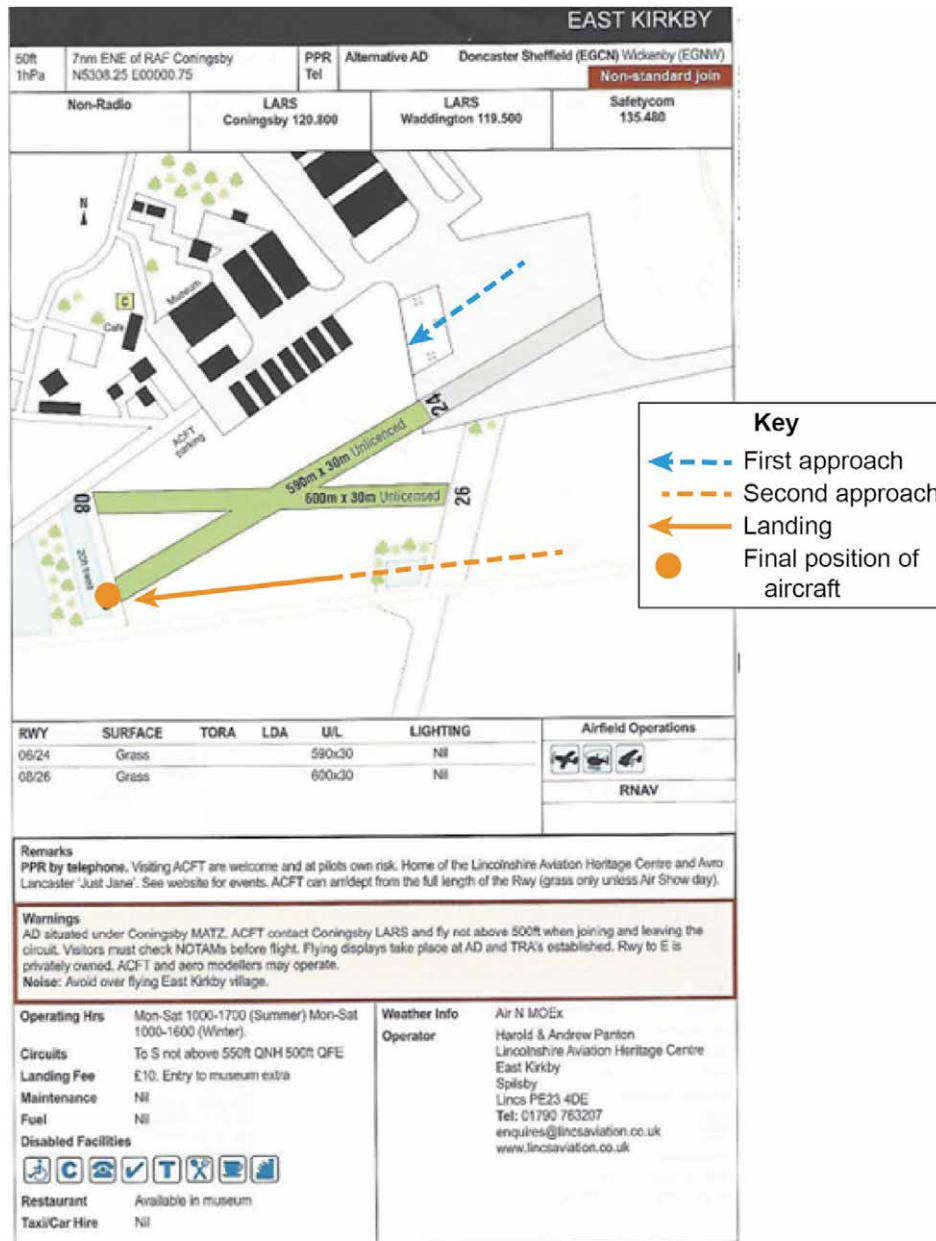 EAST KIRKBY
50ft
1hPa
7nm ENE of RAF Coningsby
N5308.25 E00000.75
PPR
Tel
Alternative AD
Doncaster Sheffield (EGCN) Wickenby (EGNW)
Non-standard join
Non-Radio
LARS
Coningsby 120.800
LARS
Waddington 119.500
Safetycom
135.480
N
Museum
C
Cafe
ACFT
parking
24
590m x 30m Unlicenced
600m x 30m Unlicensed
08
26
20ft trees
Key
First approach
Second approach
Landing
Final position of
aircraft
RWY SURFACE TORA LDA U/L LIGHTING
06/24 Grass 590x30 Nil
08/26 Grass 600x30 Nil
Airfield Operations
RNAV
Remarks
PPR by telephone. Visiting ACFT are welcome and at pilots own risk. Home of the Lincolnshire Aviation Heritage Centre and Avro
Lancaster 'Just Jane'. See website for events. ACFT can arr/dept from the full length of the Rwy (grass only unless Air Show day).
Warnings
AD situated under Coningsby MATZ. ACFT contact Coningsby LARS and fly not above 500ft when joining and leaving the
circuit. Visitors must check NOTAMs before flight. Flying displays take place at AD and TRA's established. Rwy to E is
privately owned. ACFT and aero modellers may operate.
Noise: Avoid over flying East Kirkby village.
Operating Hrs Mon-Sat 1000-1700 (Summer) Mon-Sat
1000-1600 (Winter).
Circuits To S not above 550ft QNH 500ft QFE
Landing Fee £10. Entry to museum extra
Maintenance Nil
Fuel Nil
Disabled Facilities
C T
Restaurant Available in museum
Taxi/Car Hire Nil
Weather Info Air N MOEx
Operator Harold & Andrew Panton
Lincolnshire Aviation Heritage Centre
East Kirkby
Spilsby
Lincs PE23 4DE
Tel: 01790 763207
enquires@lincsaviation.co.uk
www.lincsaviation.co.uk